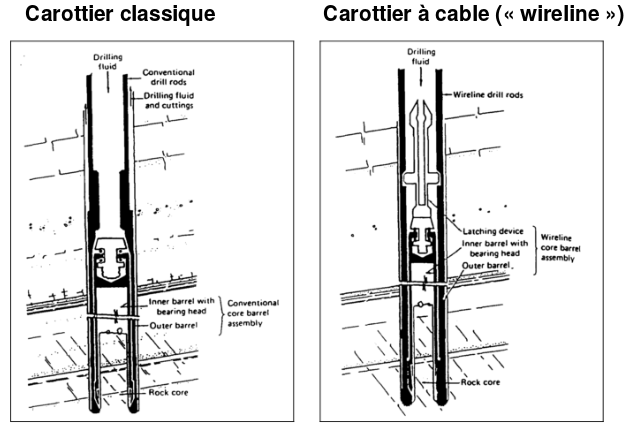 Carottier classique
Carottier à cable (« wireline »)
Drilling
fluid
Conventional
drill rods
Drilling fluid
and cuttings
Inner barrel with
bearing head
Outer barrel
Conventional
core barrel
assembly
Rock core
Drilling
fluid
Wireline drill rods
Latching device
Inner barrel with
bearing head
Outer barrel
Wireline
core barrel
assembly
Rock core